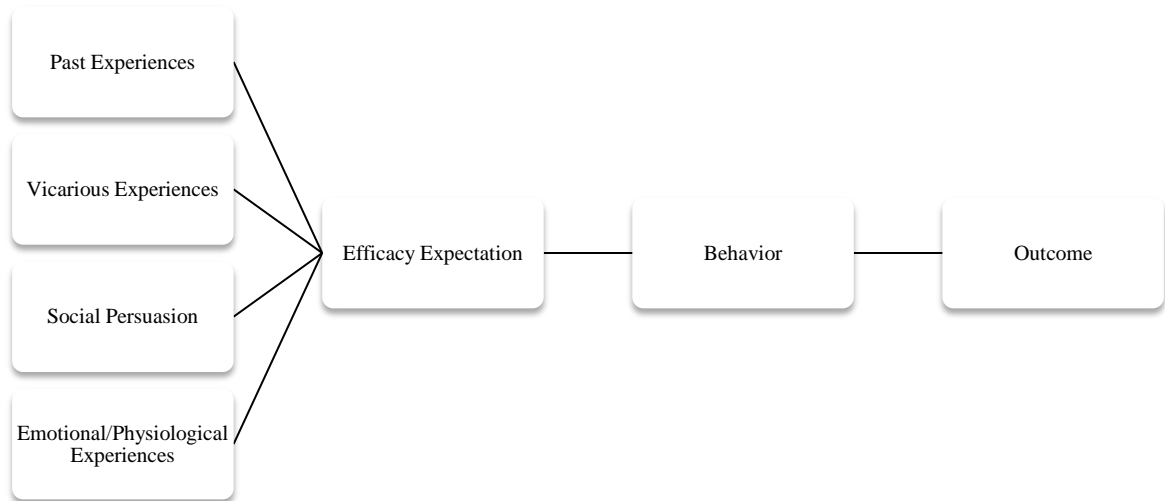 Past Experiences
Vicarious Experiences
Social Persuasion
Emotional/Physiological
Experiences
Efficacy Expectation
Behavior
Outcome